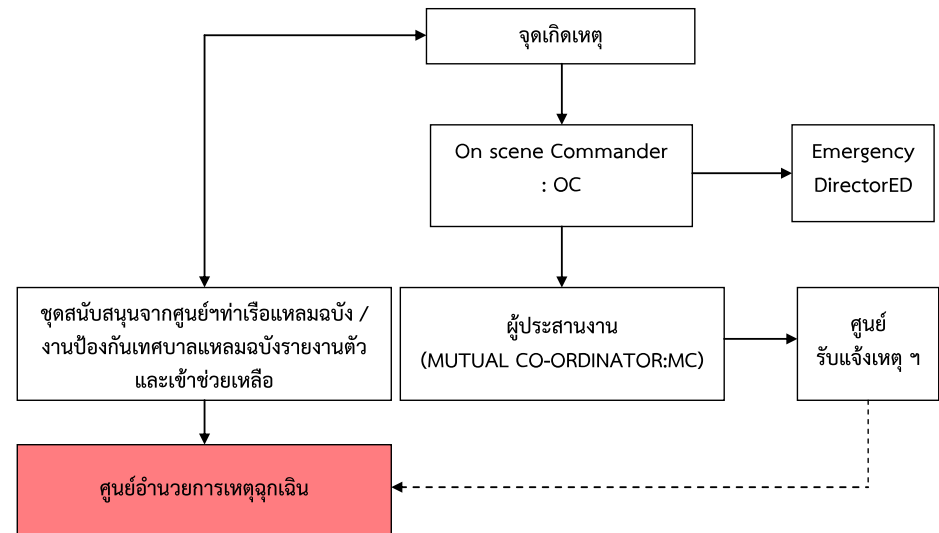 จุดเกิดเหตุ
On scene Commander
: OC
Emergency
DirectorED
ชุดสนับสนุนจากศูนย์ฯท่าเรือแหลมฉบัง /
งานป้องกันเทศบาลแหลมฉบังรายงานตัว
และเข้าช่วยเหลือ
ผู้ประสานงาน
(MUTUAL CO-ORDINATOR:MC)
ศูนย์
รับแจ้งเหตุ ฯ
ศูนย์อำนวยการเหตุฉุกเฉิน